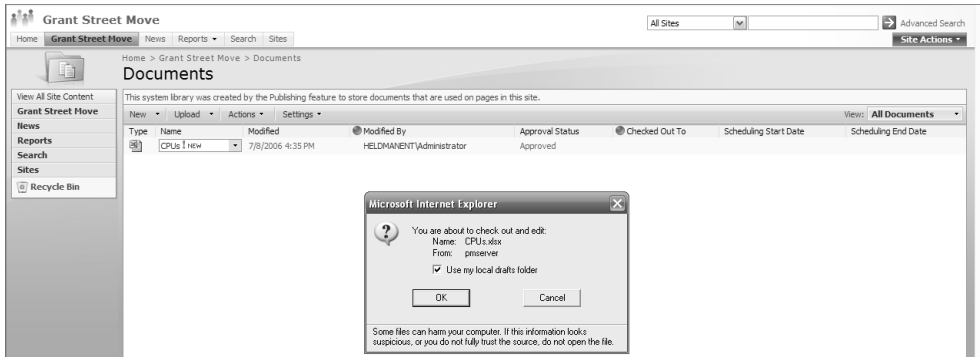 Grant Street Move
All Sites
Advanced Search
Home Grant Street Move News Reports Search Sites
Site Actions
Home > Grant Street Move > Documents
Documents
View All Site Content
Grant Street Move
News
Reports
Search
Sites
Recycle Bin
This system library was created by the Publishing feature to store documents that are used on pages in this site.
New Upload Actions Settings View: All Documents
Type Name Modified Modified By Approval Status Checked Out To Scheduling Start Date Scheduling End Date
CPUs ! NEW 7/8/2006 4:35 PM HELDMANENT\Administrator Approved
Microsoft Internet Explorer
You are about to check out and edit:
Name: CPUs.xlsx
From: pmserver
Use my local drafts folder
OK Cancel
Some files can harm your computer. If this information looks
suspicious, or you do not fully trust the source, do not open the file.